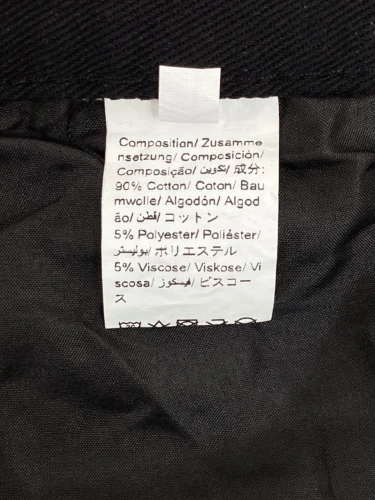 Composition/ Zusamme
nsetzung/ Composición/
Composição/ تكوين/ 成分:
90% Cotton/ Coton/ Bau
mwolle/ Algodón/ Algod
ão/ قطن/ コットン
5% Polyester/ Poliéster/
بوليستر/ ポリエステル
5% Viscose/ Viskose/ Vi
scosa/ فيسكوز/ ビスコー
ス